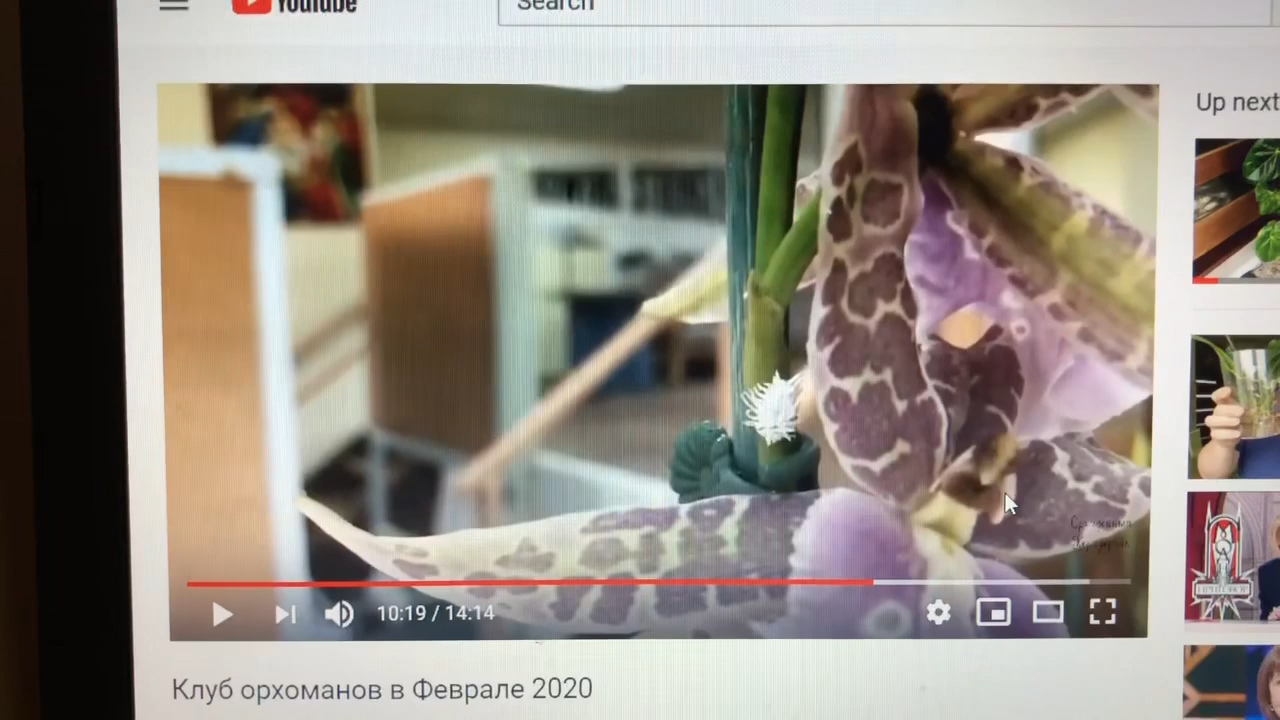 YouTube
Search
Up next
10:19 / 14:14
Клуб орхоманов в Феврале 2020